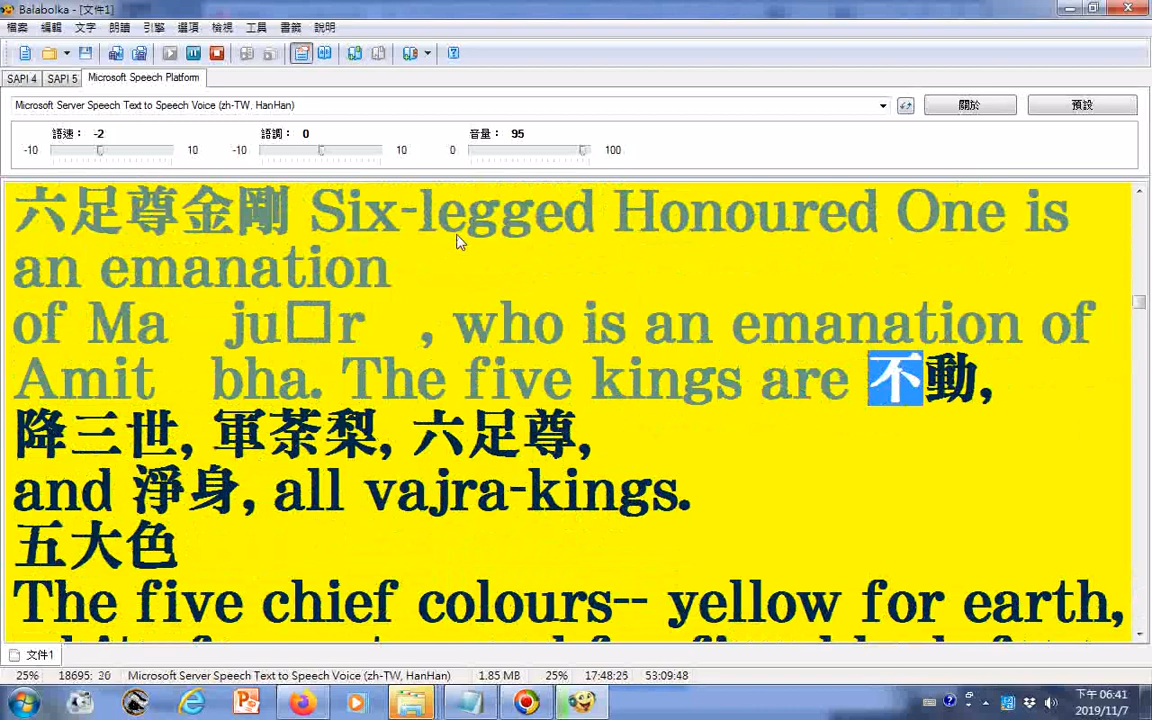 Balabolka - [文件1]
檔案 編輯 文字 朗讀 引擎 選項 檢視 工具 書籤 說明
SAPI 4 SAPI 5 Microsoft Speech Platform
Microsoft Server Speech Text to Speech Voice (zh-TW, HanHan) 關於 預設
語速： -2 語調： 0 音量： 95
-10 10 -10 10 0 100
六足尊金剛 Six-legged Honoured One is
an emanation
of Ma ju□r , who is an emanation of
Amit bha. The five kings are 不動,
降三世, 軍荼梨, 六足尊,
and 淨身, all vajra-kings.
五大色
The five chief colours-- yellow for earth,
文件1
25% 18695: 20 Microsoft Server Speech Text to Speech Voice (zh-TW, HanHan) 1.85 MB 25% 17:48:25 53:09:48
下午 06:41
2019/11/7